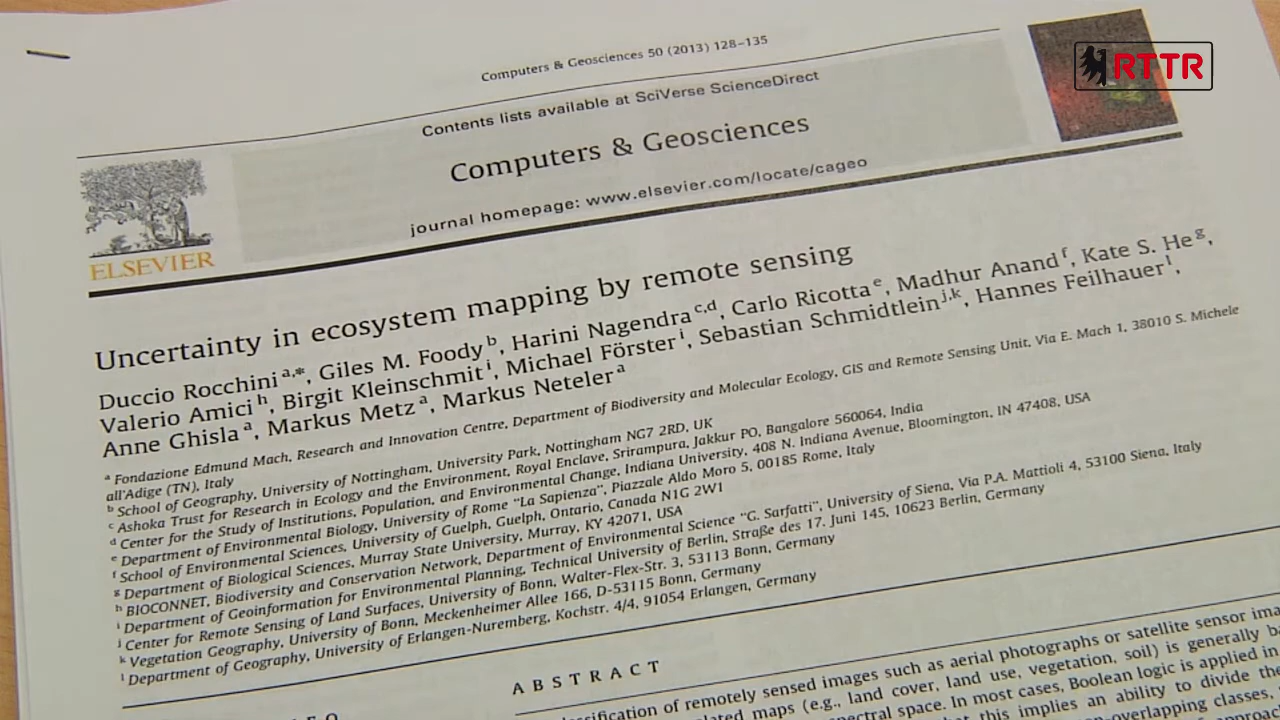 RTTR
Computers & Geosciences 50 (2013) 128–135
Contents lists available at SciVerse ScienceDirect
Computers & Geosciences
journal homepage: www.elsevier.com/locate/cageo
ELSEVIER
Uncertainty in ecosystem mapping by remote sensing
Duccio Rocchini a,*, Giles M. Foody b, Harini Nagendra c,d, Carlo Ricotta e, Madhur Anand f, Kate S. He g,
Valerio Amici h, Birgit Kleinschmit i, Michael Förster i, Sebastian Schmidtlein j,k, Hannes Feilhauer l,
Anne Ghisla a, Markus Metz a, Markus Neteler a
a Fondazione Edmund Mach, Research and Innovation Centre, Department of Biodiversity and Molecular Ecology, GIS and Remote Sensing Unit, Via E. Mach 1, 38010 S. Michele
all'Adige (TN), Italy
b School of Geography, University of Nottingham, University Park, Nottingham NG7 2RD, UK
c Ashoka Trust for Research in Ecology and the Environment, Royal Enclave, Srirampura, Jakkur PO, Bangalore 560064, India
d Center for the Study of Institutions, Population, and Environmental Change, Indiana University, 408 N. Indiana Avenue, Bloomington, IN 47408, USA
e Department of Environmental Biology, University of Rome "La Sapienza", Piazzale Aldo Moro 5, 00185 Rome, Italy
f School of Environmental Sciences, University of Guelph, Guelph, Ontario, Canada N1G 2W1
g Department of Biological Sciences, Murray State University, Murray, KY 42071, USA
h BIOCONNET, Biodiversity and Conservation Network, Department of Environmental Science "G. Sarfatti", University of Siena, Via P.A. Mattioli 4, 53100 Siena, Italy
i Department of Geoinformation for Environmental Planning, Technical University of Berlin, Straße des 17. Juni 145, 10623 Berlin, Germany
j Center for Remote Sensing of Land Surfaces, University of Bonn, Walter-Flex-Str. 3, 53113 Bonn, Germany
k Vegetation Geography, University of Bonn, Meckenheimer Allee 166, D-53115 Bonn, Germany
l Department of Geography, University of Erlangen-Nuremberg, Kochstr. 4/4, 91054 Erlangen, Germany
ABSTRACT
of remotely sensed images such as aerial photographs or satellite sensor
maps (e.g., land cover, land use, vegetation, soil) is generally
space. In most cases, Boolean logic is applied in
this implies an ability to divide the
classes,